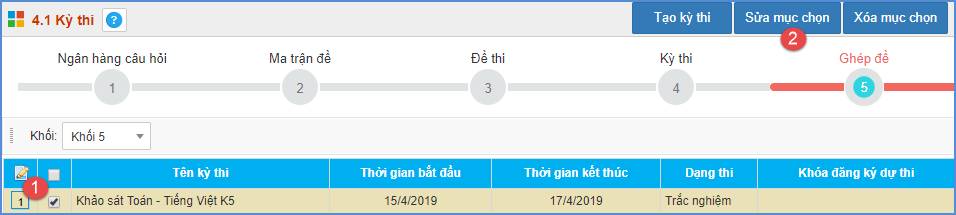 4.1 Kỳ thi ? Tạo kỳ thi Sửa mục chọn Xóa mục chọn
2
Ngân hàng câu hỏi Ma trận đề Đề thi Kỳ thi Ghép đề
1 2 3 4 5
Khối: Khối 5
Tên kỳ thi Thời gian bắt đầu Thời gian kết thúc Dạng thi Khóa đăng ký dự thi
1
1 Khảo sát Toán - Tiếng Việt K5 15/4/2019 17/4/2019 Trắc nghiệm